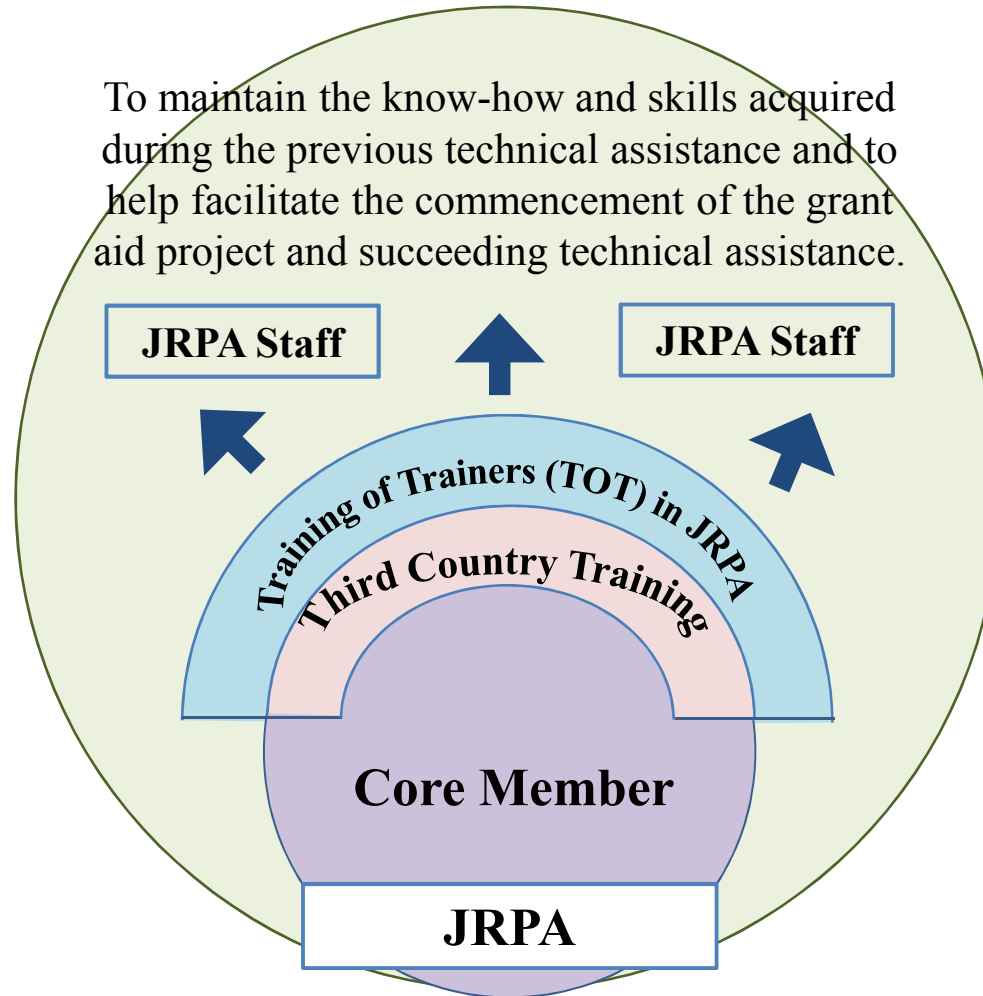 To maintain the know-how and skills acquired
during the previous technical assistance and to
help facilitate the commencement of the grant
aid project and succeeding technical assistance.
JRPA Staff
JRPA Staff
Training of Trainers (TOT) in JRPA
Third Country Training
Core Member
JRPA